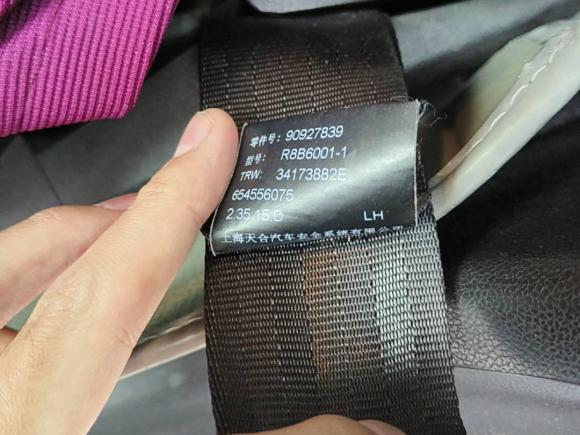 零件号: 90927839
型号: R8B6001-1
TRW: 34173882E
654556075
2.35.15.D LH
上海天合汽车安全系统有限公司